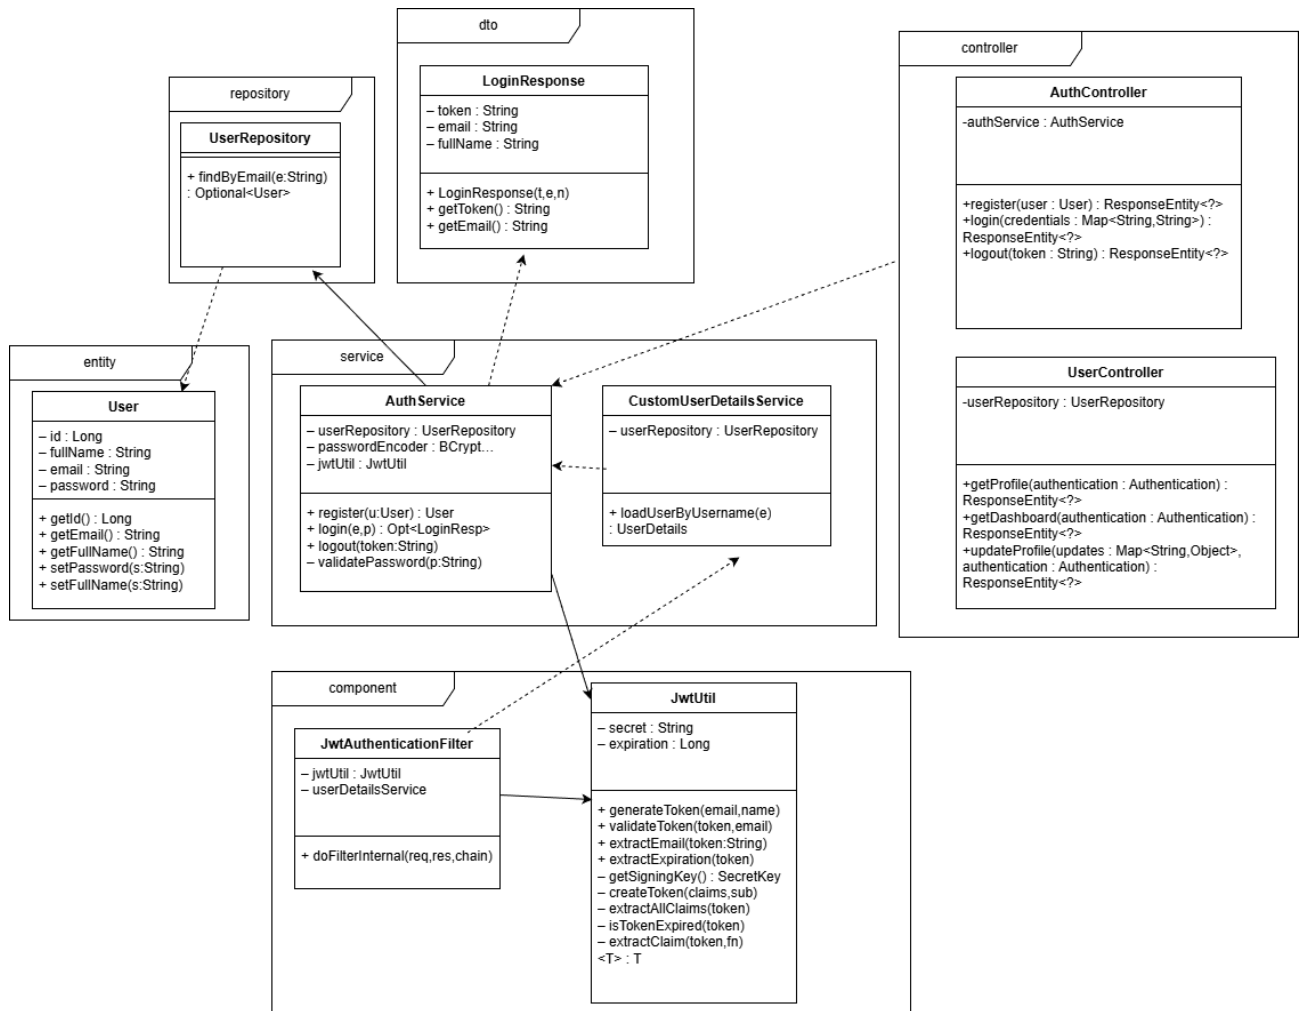 dto
LoginResponse
– token : String
– email : String
– fullName : String
+ LoginResponse(t,e,n)
+ getToken() : String
+ getEmail() : String
controller
AuthController
-authService : AuthService
+register(user : User) : ResponseEntity<?>
+login(credentials : Map<String,String>) :
ResponseEntity<?>
+logout(token : String) : ResponseEntity<?>
UserController
-userRepository : UserRepository
+getProfile(authentication : Authentication) :
ResponseEntity<?>
+getDashboard(authentication : Authentication) :
ResponseEntity<?>
+updateProfile(updates : Map<String,Object>,
authentication : Authentication) :
ResponseEntity<?>
repository
UserRepository
+ findByEmail(e:String)
: Optional<User>
entity
User
– id : Long
– fullName : String
– email : String
– password : String
+ getId() : Long
+ getEmail() : String
+ getFullName() : String
+ setPassword(s:String)
+ setFullName(s:String)
service
AuthService
– userRepository : UserRepository
– passwordEncoder : BCrypt...
– jwtUtil : JwtUtil
+ register(u:User) : User
+ login(e,p) : Opt<LoginResp>
+ logout(token:String)
– validatePassword(p:String)
CustomUserDetailsService
– userRepository : UserRepository
+ loadUserByUsername(e)
: UserDetails
component
JwtAuthenticationFilter
– jwtUtil : JwtUtil
– userDetailsService
+ doFilterInternal(req,res,chain)
JwtUtil
– secret : String
– expiration : Long
+ generateToken(email,name)
+ validateToken(token,email)
+ extractEmail(token:String)
+ extractExpiration(token)
– getSigningKey() : SecretKey
– createToken(claims,sub)
– extractAllClaims(token)
– isTokenExpired(token)
– extractClaim(token,fn)
<T> : T